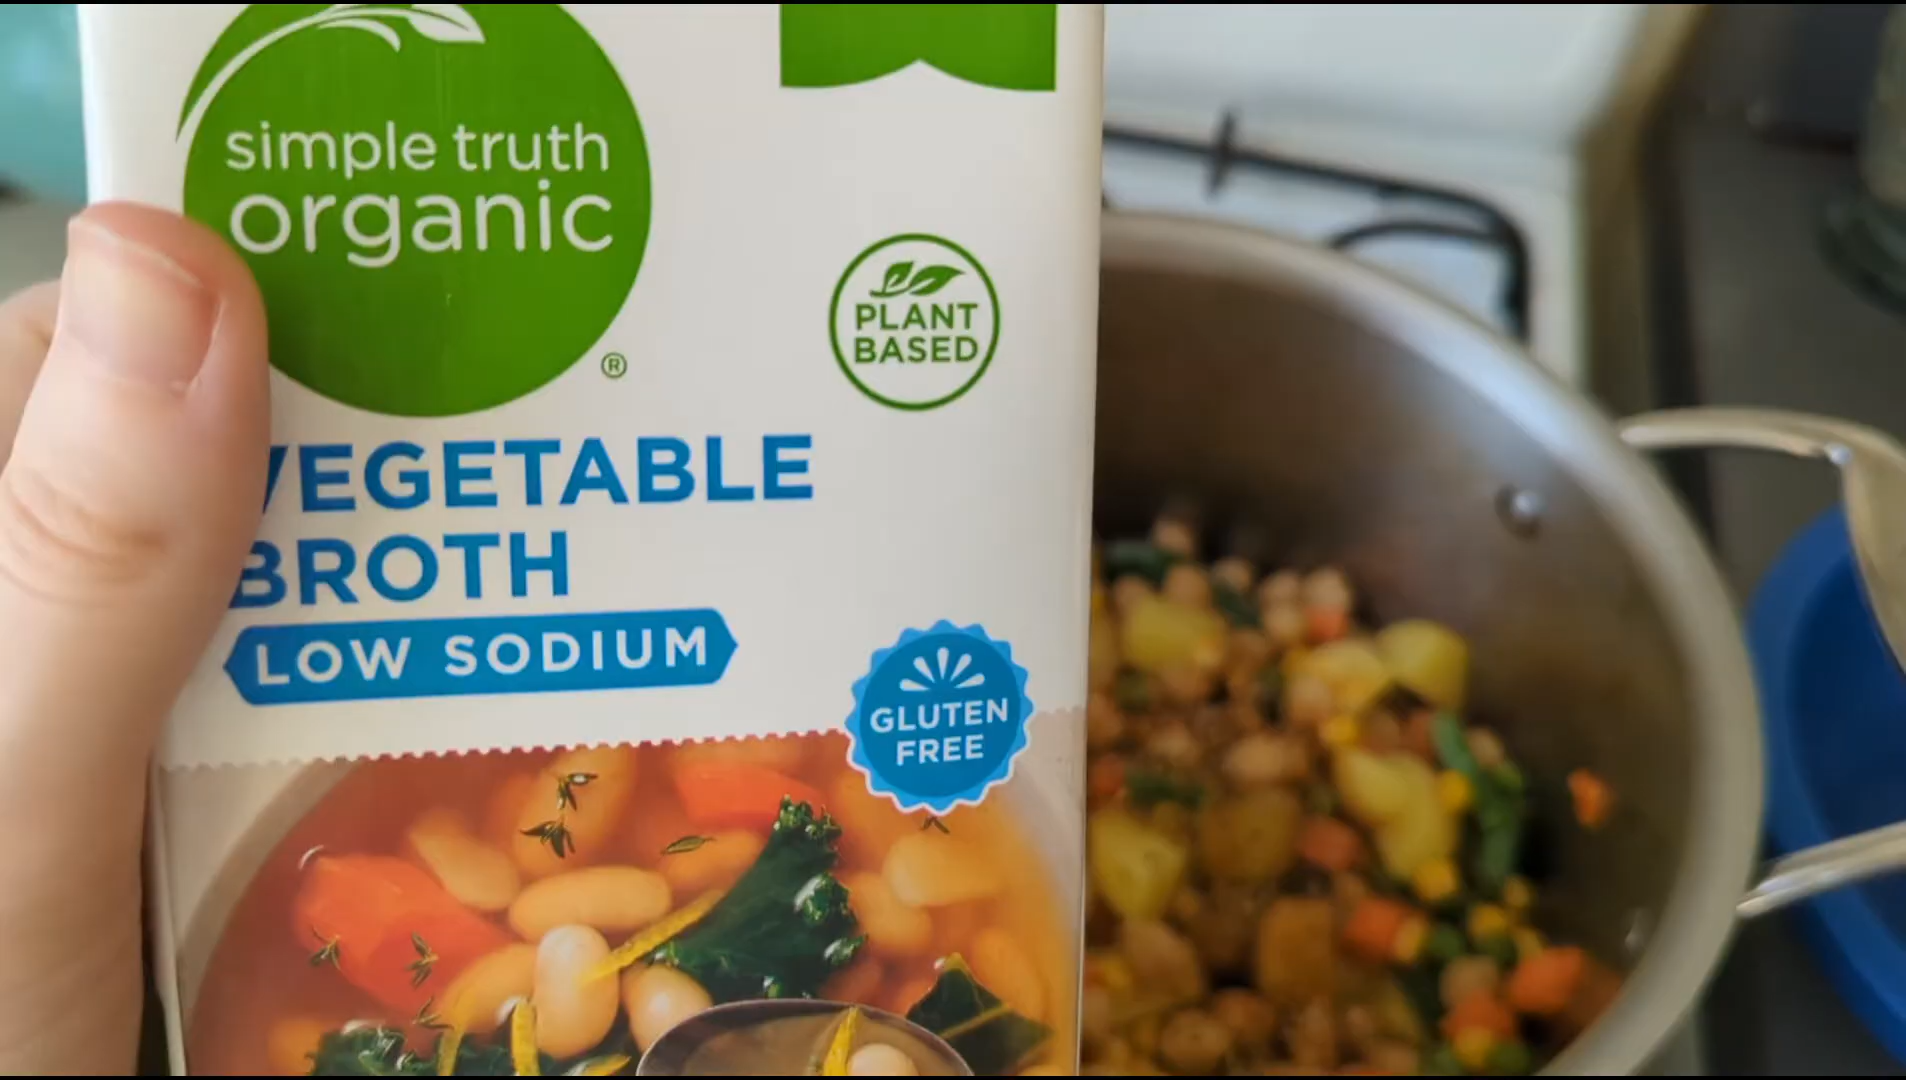 simple truth
organic
®
PLANT
BASED
VEGETABLE
BROTH
LOW SODIUM
GLUTEN
FREE